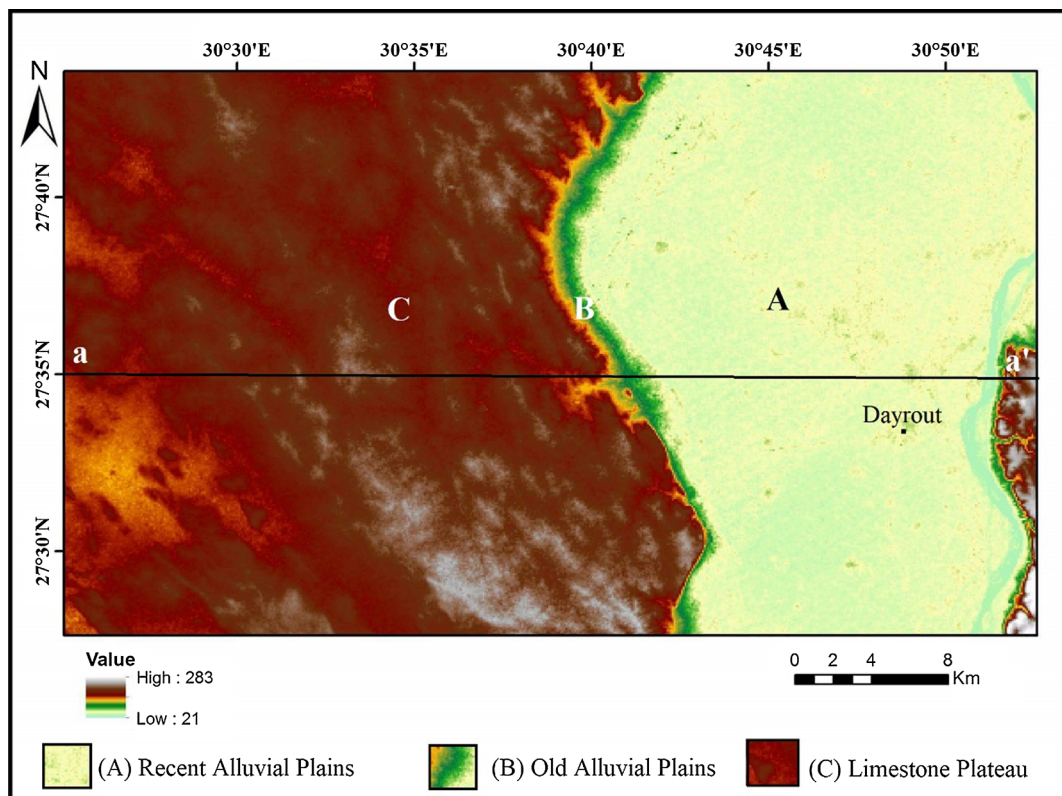 30°30'E 30°35'E 30°40'E 30°45'E 30°50'E
N
27°40'N
27°35'N
27°30'N
C
B
A
a
a'
Dayrout
Value
High : 283
Low : 21
0 2 4 8
Km
(A) Recent Alluvial Plains
(B) Old Alluvial Plains
(C) Limestone Plateau